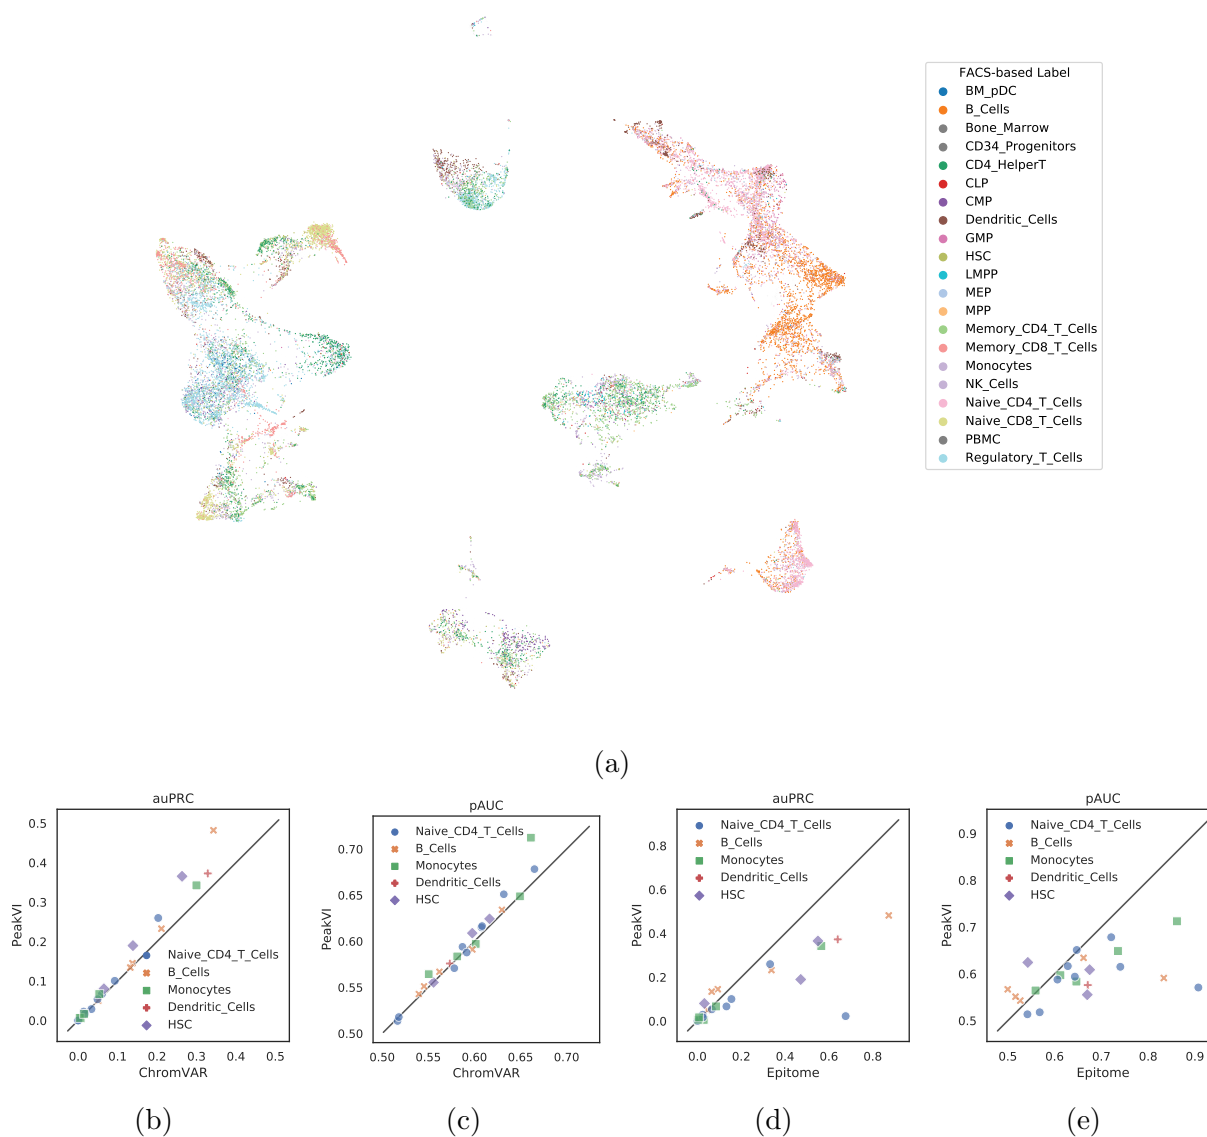 FACS-based Label
BM_pDC
B_Cells
Bone_Marrow
CD34_Progenitors
CD4_HelperT
CLP
CMP
Dendritic_Cells
GMP
HSC
LMPP
MEP
MPP
Memory_CD4_T_Cells
Memory_CD8_T_Cells
Monocytes
NK_Cells
Naive_CD4_T_Cells
Naive_CD8_T_Cells
PBMC
Regulatory_T_Cells
(a)
auPRC
PeakVI
0.5
0.4
0.3
0.2
0.1
0.0
Naive_CD4_T_Cells
B_Cells
Monocytes
Dendritic_Cells
HSC
0.0 0.1 0.2 0.3 0.4 0.5
ChromVAR
(b)
pAUC
PeakVI
0.70
0.65
0.60
0.55
0.50
Naive_CD4_T_Cells
B_Cells
Monocytes
Dendritic_Cells
HSC
0.50 0.55 0.60 0.65 0.70
ChromVAR
(c)
auPRC
PeakVI
0.8
0.6
0.4
0.2
0.0
Naive_CD4_T_Cells
B_Cells
Monocytes
Dendritic_Cells
HSC
0.0 0.2 0.4 0.6 0.8
Epitome
(d)
pAUC
PeakVI
0.9
0.8
0.7
0.6
0.5
Naive_CD4_T_Cells
B_Cells
Monocytes
Dendritic_Cells
HSC
0.5 0.6 0.7 0.8 0.9
Epitome
(e)